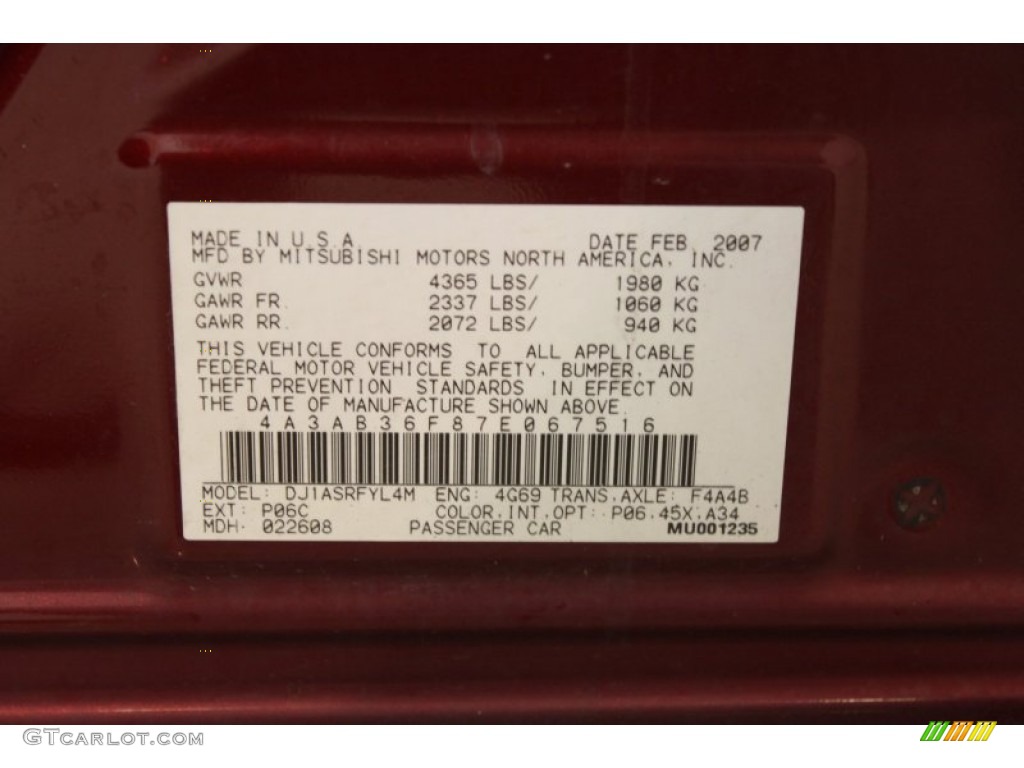 MADE IN U.S.A. DATE FEB. 2007
MFD BY MITSUBISHI MOTORS NORTH AMERICA, INC.
GVWR 4365 LBS/ 1980 KG
GAWR FR. 2337 LBS/ 1060 KG
GAWR RR. 2072 LBS/ 940 KG
THIS VEHICLE CONFORMS TO ALL APPLICABLE
FEDERAL MOTOR VEHICLE SAFETY, BUMPER, AND
THEFT PREVENTION STANDARDS IN EFFECT ON
THE DATE OF MANUFACTURE SHOWN ABOVE.
4A3AB36F87E067516
MODEL: DJ1ASRFYL4M ENG: 4G69 TRANS.AXLE: F4A4B
EXT: P06C COLOR.INT.OPT: P06.45X.A34
MDH. 022608 PASSENGER CAR MU001235
GTCarlot.com